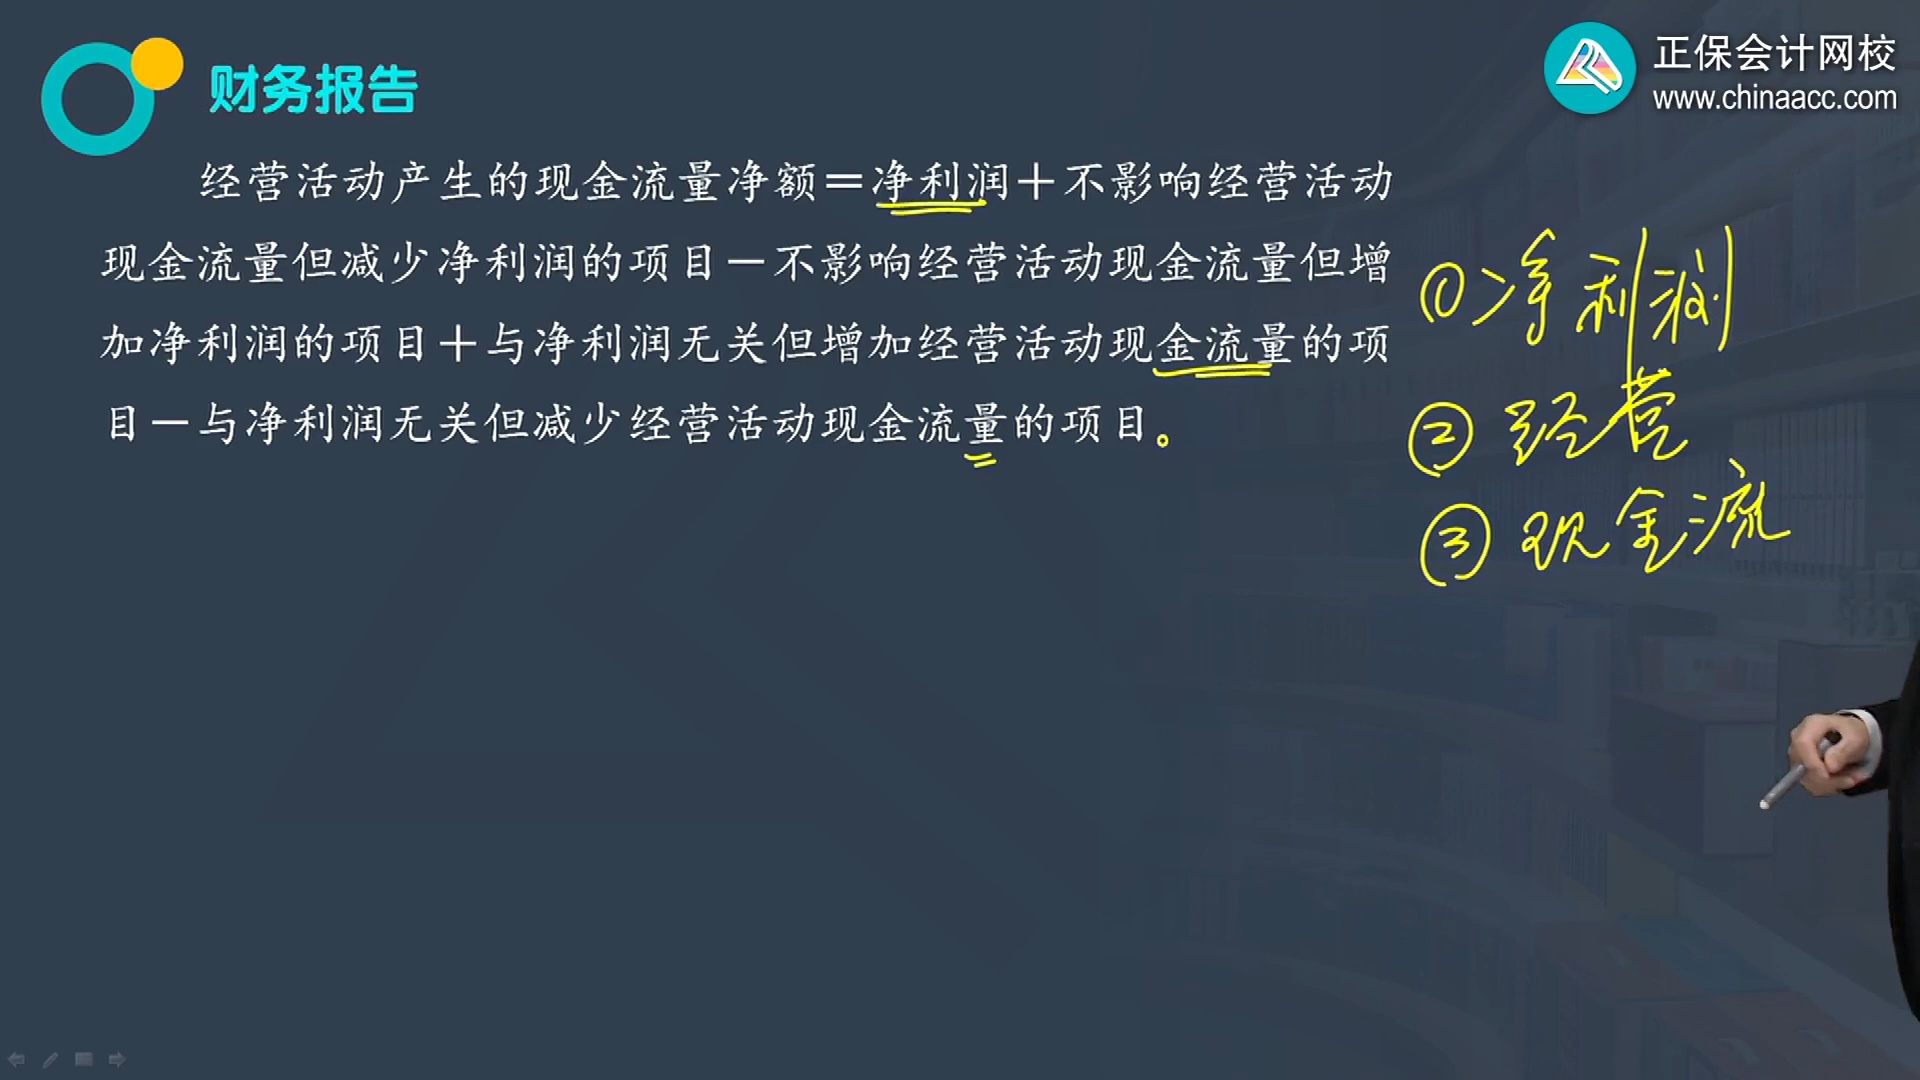 财务报告
正保会计网校
www.chinaacc.com
经营活动产生的现金流量净额＝净利润＋不影响经营活动
现金流量但减少净利润的项目－不影响经营活动现金流量但增
加净利润的项目＋与净利润无关但增加经营活动现金流量的项
目－与净利润无关但减少经营活动现金流量的项目。
①净利润
②经营
③现金流